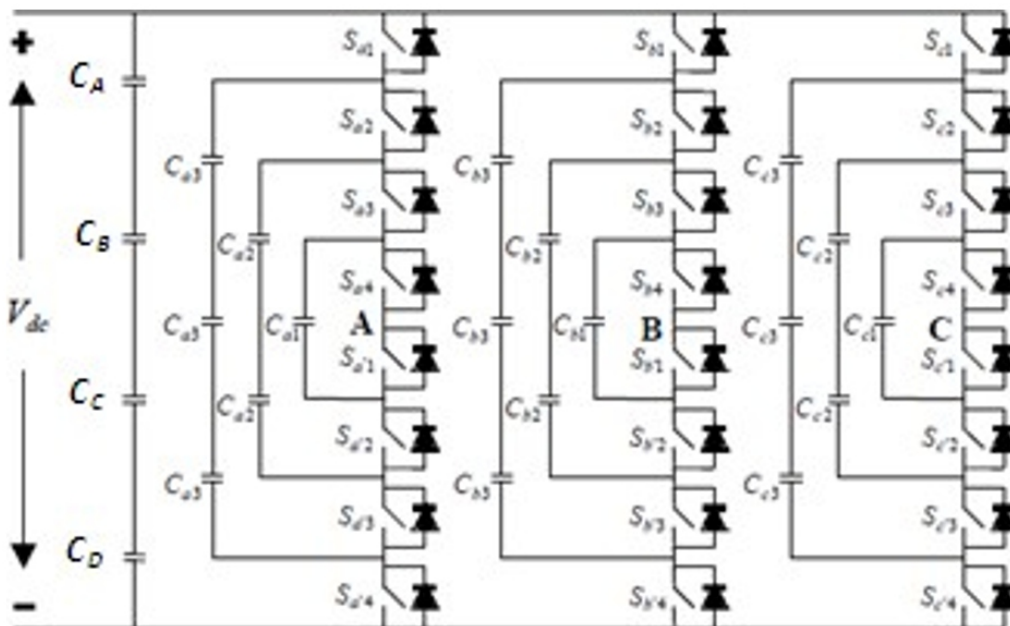 +
S_a1
S_b1
S_c1
C_A
S_a2
S_b2
S_c2
C_a3
C_b3
C_c3
S_a3
S_b3
S_c3
C_B
C_a2
C_b2
C_c2
S_a4
S_b4
S_c4
V_dc
C_a3
C_a1
A
C_b3
C_b1
B
C_c3
C_c1
C
S_a'1
S_b'1
S_c'1
C_C
C_a2
C_b2
C_c2
S_a'2
S_b'2
S_c'2
C_a3
C_b3
C_c3
S_a'3
S_b'3
S_c'3
C_D
S_a'4
S_b'4
S_c'4
−